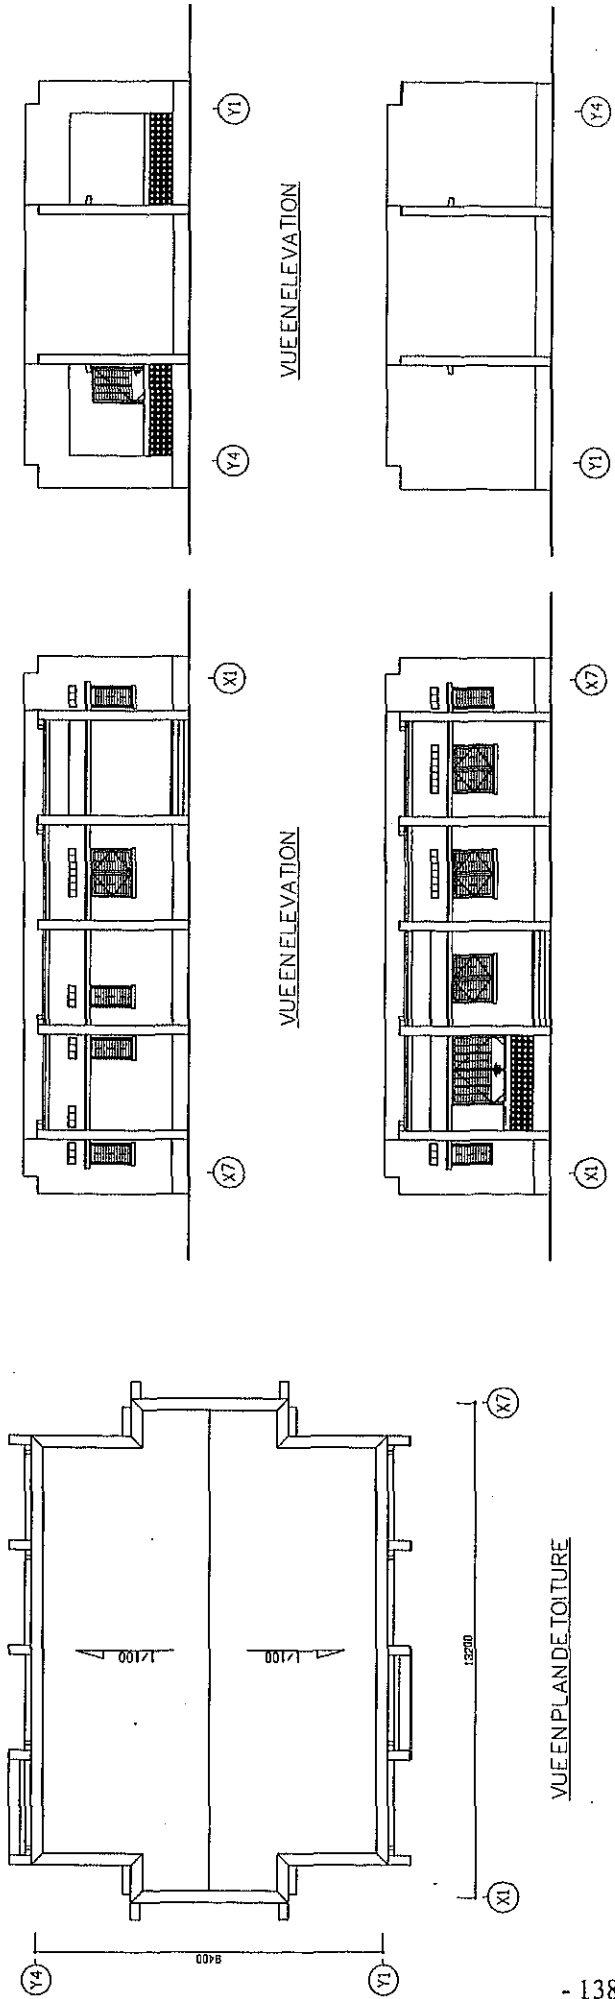 Y4
Y1
VUE EN ELEVATION
Y1
Y4
X7
X1
VUE EN ELEVATION
X1
X7
1/100
1/100
Y4
9400
Y1
13200
X1
X7
VUE EN PLAN DE TOITURE
- 138